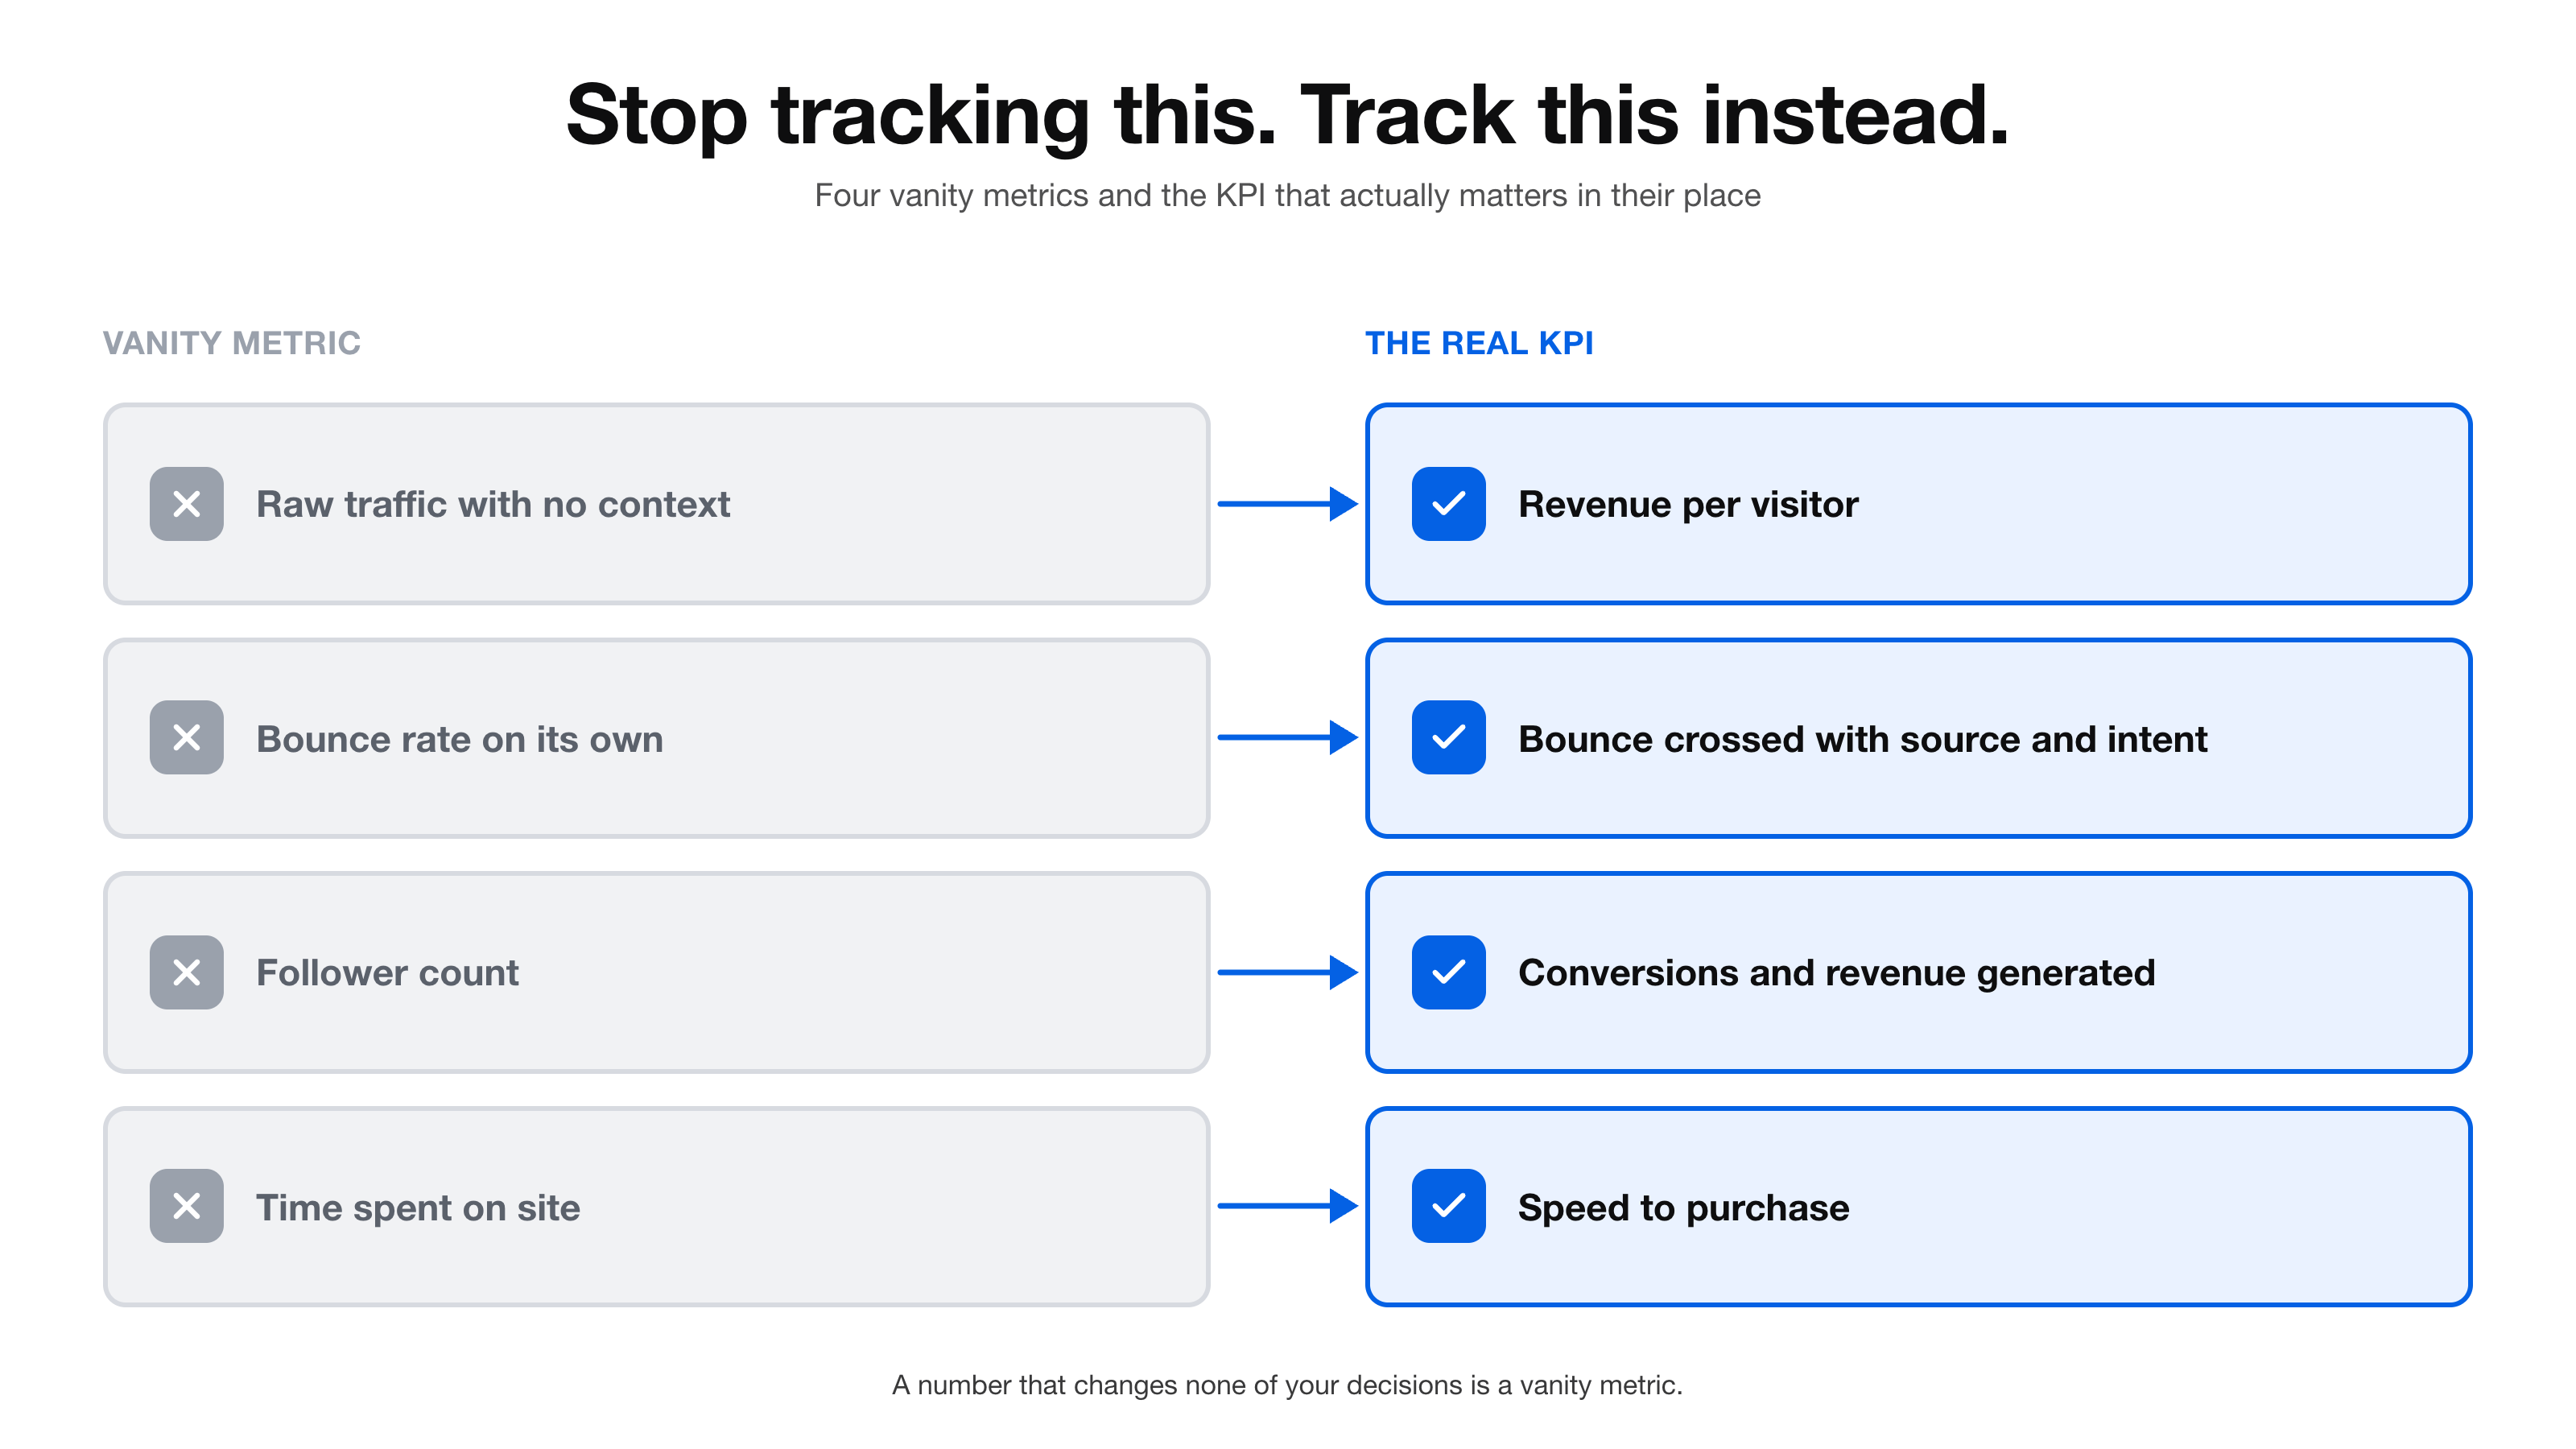 Stop tracking this. Track this instead.
Four vanity metrics and the KPI that actually matters in their place
VANITY METRIC
THE REAL KPI
Raw traffic with no context
Revenue per visitor
Bounce rate on its own
Bounce crossed with source and intent
Follower count
Conversions and revenue generated
Time spent on site
Speed to purchase
A number that changes none of your decisions is a vanity metric.